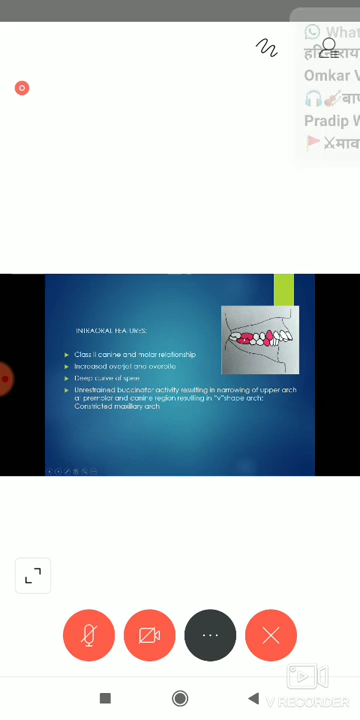 What
हरिनाराय
Omkar V
बाण
Pradip W
माव
INTRAORAL FEATURES:
Class II canine and molar relationship
Increased overjet and overbite
Deep curve of spee
Unrestrained buccinator activity resulting in narrowing of upper arch
at premolar and canine region resulting in "v"shape arch:
Constricted maxillary arch
V RECORDER